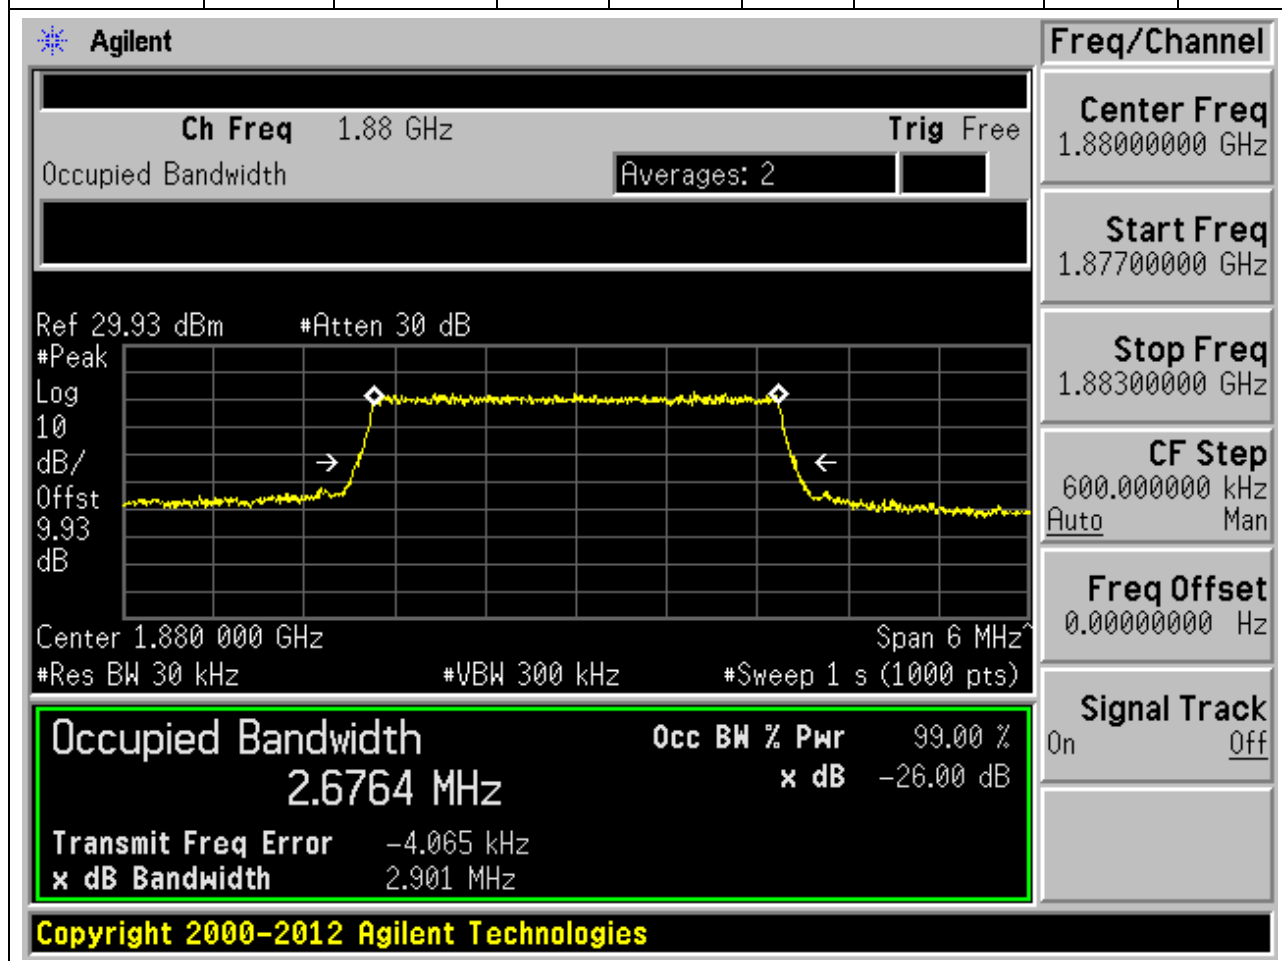 Agilent
Freq/Channel
Ch Freq 1.88 GHz Trig Free
Occupied Bandwidth Averages: 2
Center Freq
1.88000000 GHz
Start Freq
1.87700000 GHz
Stop Freq
1.88300000 GHz
CF Step
600.000000 kHz
Auto Man
Freq Offset
0.00000000 Hz
Signal Track
On Off
Ref 29.93 dBm #Atten 30 dB
#Peak
Log
10
dB/
Offst
9.93
dB
Center 1.880 000 GHz Span 6 MHz^
#Res BW 30 kHz #VBW 300 kHz #Sweep 1 s (1000 pts)
Occupied Bandwidth Occ BW % Pwr 99.00 %
2.6764 MHz x dB -26.00 dB
Transmit Freq Error -4.065 kHz
x dB Bandwidth 2.901 MHz
Copyright 2000-2012 Agilent Technologies